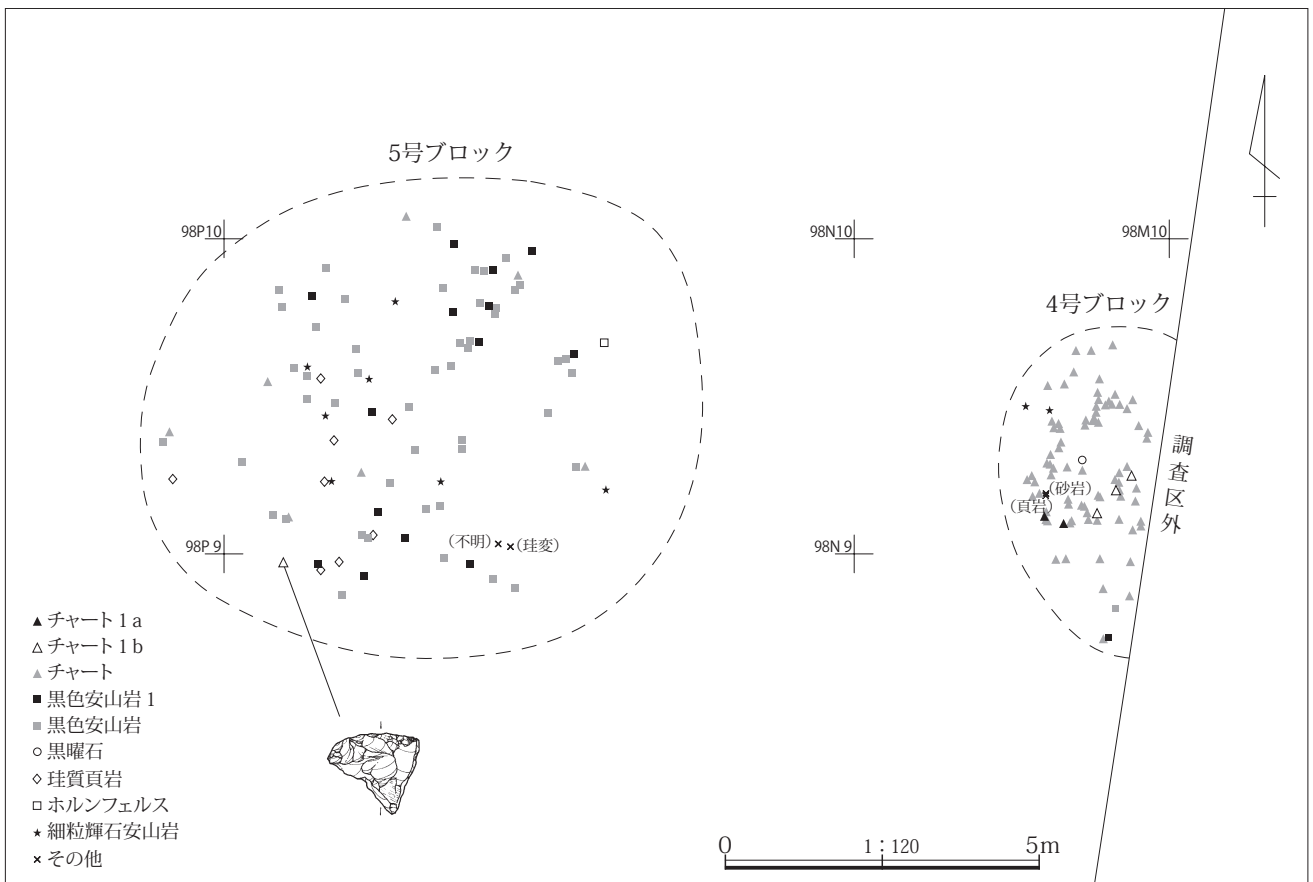 5号ブロック
98P10
98N10
98M10
4号ブロック
調査区外
(砂岩)
(頁岩)
(不明)
(珪変)
98P 9
98N 9
▲ チャート 1 a
△ チャート 1 b
▲ チャート
■ 黒色安山岩 1
■ 黒色安山岩
○ 黒曜石
◇ 珪質頁岩
□ ホルンフェルス
★ 細粒輝石安山岩
× その他
0 1：120 5m